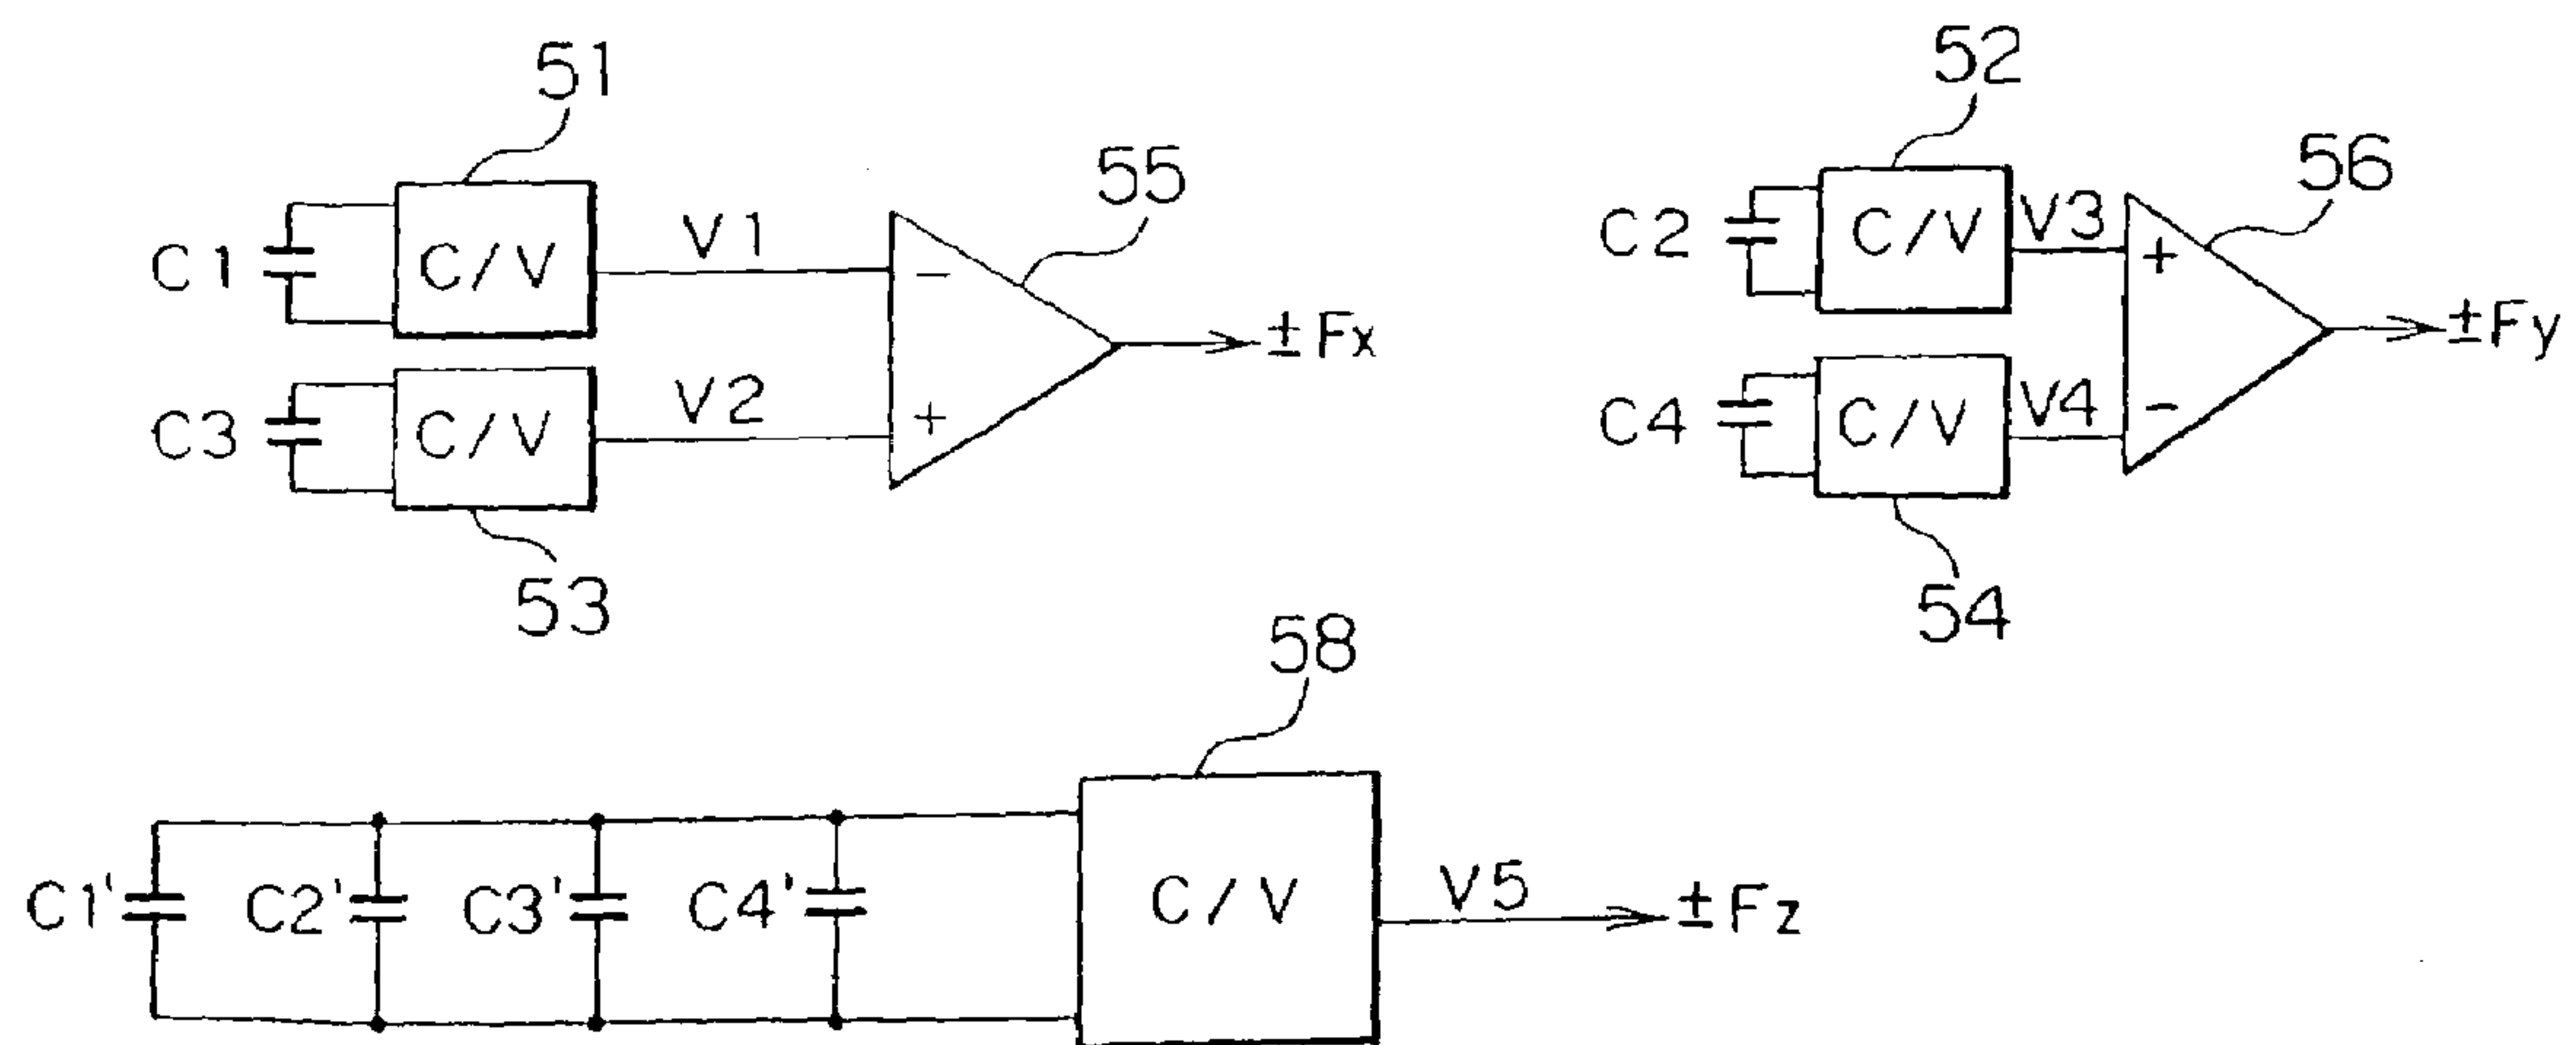 51
C1
C/V
V1
−
55
C3
C/V
V2
+
±Fx
53
52
C2
C/V
V3
+
56
C4
C/V
V4
−
±Fy
54
58
C1'
C2'
C3'
C4'
C/V
V5
±Fz